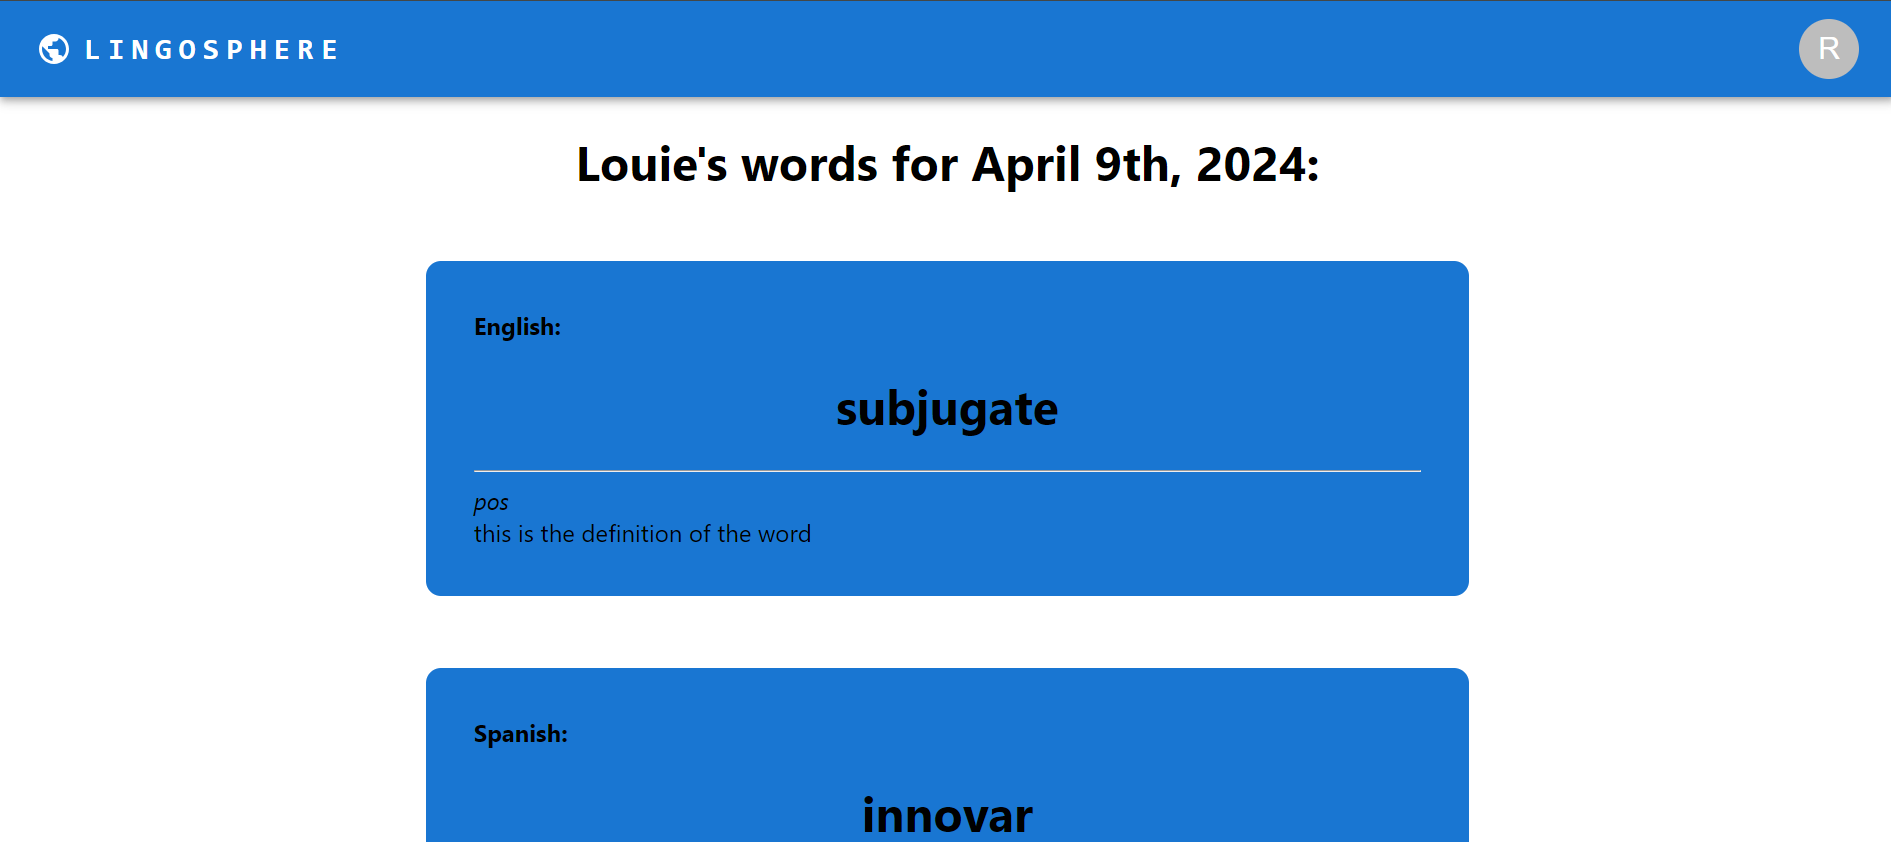 LINGOSPHERE
R
Louie's words for April 9th, 2024:
English:
subjugate
pos
this is the definition of the word
Spanish:
innovar